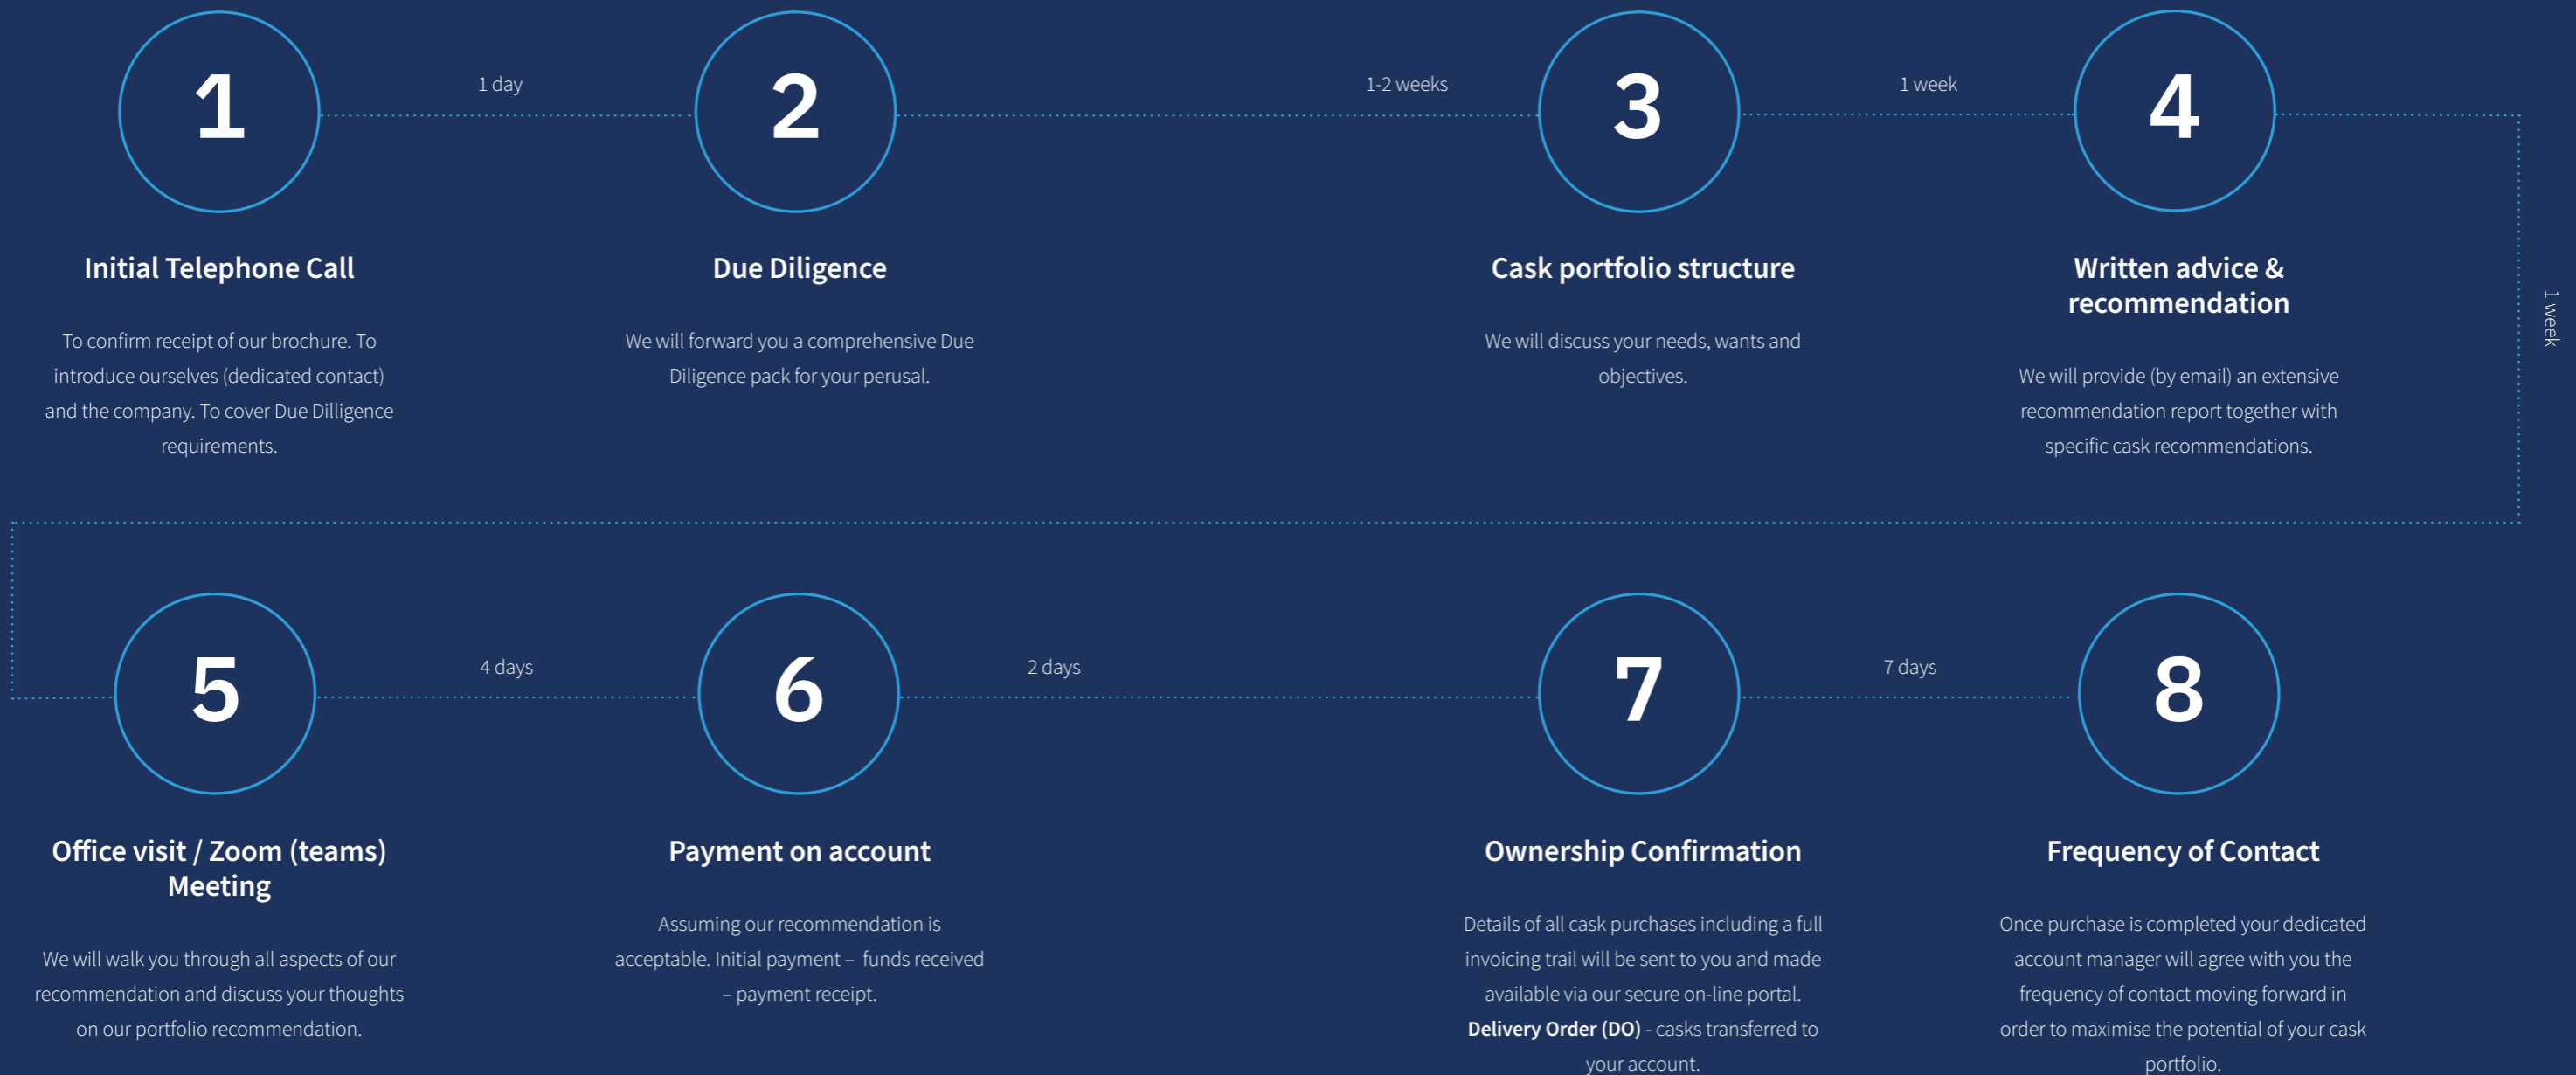 1
1 day
2
1-2 weeks
3
1 week
4
Initial Telephone Call
To confirm receipt of our brochure. To
introduce ourselves (dedicated contact)
and the company. To cover Due Dilligence
requirements.
Due Diligence
We will forward you a comprehensive Due
Diligence pack for your perusal.
Cask portfolio structure
We will discuss your needs, wants and
objectives.
Written advice &
recommendation
We will provide (by email) an extensive
recommendation report together with
specific cask recommendations.
1 week
5
4 days
6
2 days
7
7 days
8
Office visit / Zoom (teams)
Meeting
We will walk you through all aspects of our
recommendation and discuss your thoughts
on our portfolio recommendation.
Payment on account
Assuming our recommendation is
acceptable. Initial payment –  funds received
– payment receipt.
Ownership Confirmation
Details of all cask purchases including a full
invoicing trail will be sent to you and made
available via our secure on-line portal.
Delivery Order (DO) - casks transferred to
your account.
Frequency of Contact
Once purchase is completed your dedicated
account manager will agree with you the
frequency of contact moving forward in
order to maximise the potential of your cask
portfolio.